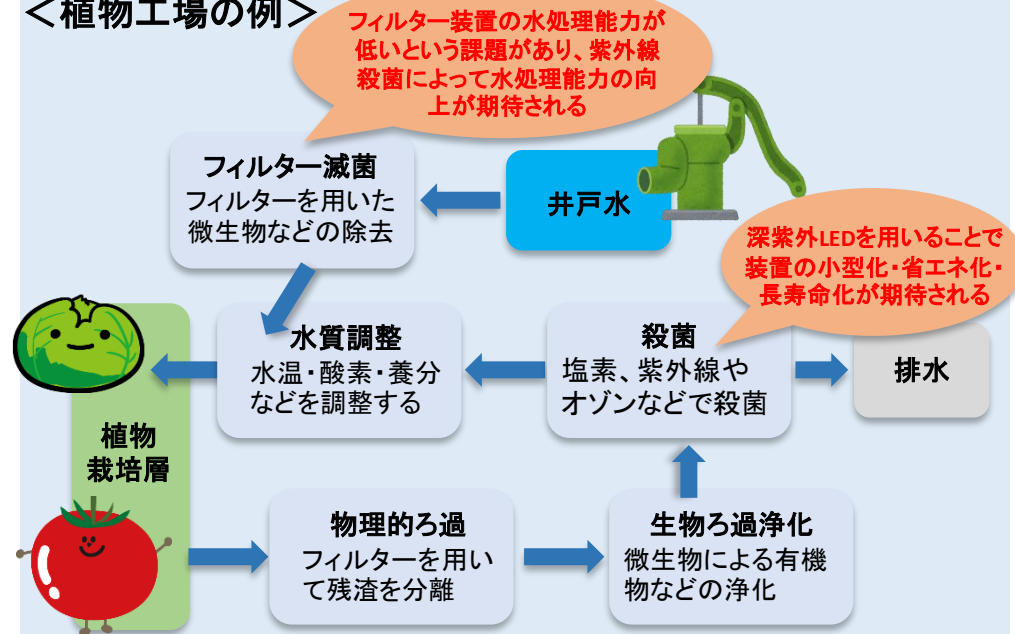 <植物工場の例>
フィルター装置の水処理能力が
低いという課題があり、紫外線
殺菌によって水処理能力の向
上が期待される
フィルター滅菌
フィルターを用いた
微生物などの除去
井戸水
深紫外LEDを用いることで
装置の小型化・省エネ化・
長寿命化が期待される
水質調整
水温・酸素・養分
などを調整する
殺菌
塩素、紫外線や
オゾンなどで殺菌
排水
植物
栽培層
物理的ろ過
フィルターを用い
て残渣を分離
生物ろ過浄化
微生物による有機
物などの浄化